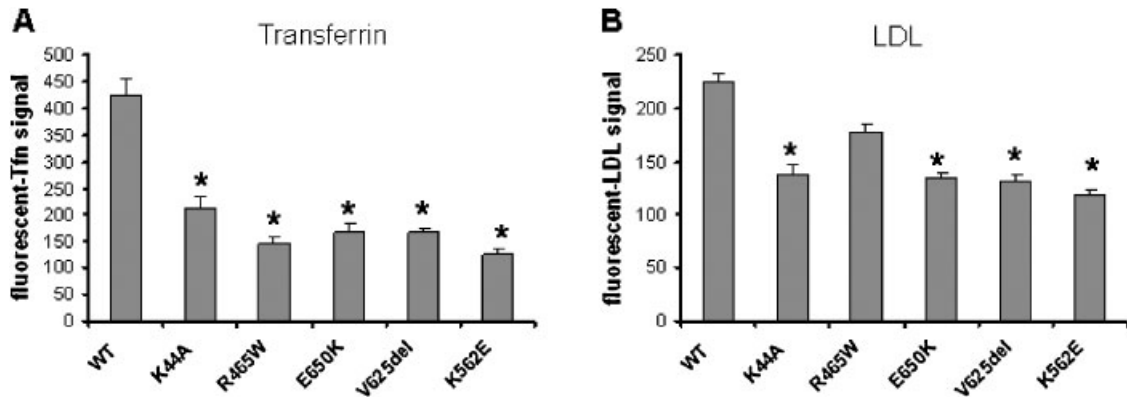 A
Transferrin
fluorescent-Tfn signal
500
450
400
350
300
250
200
150
100
50
0
*
*
*
*
*
WT
K44A
R465W
E650K
V625del
K562E
B
LDL
fluorescent-LDL signal
250
200
150
100
50
0
*
*
*
*
WT
K44A
R465W
E650K
V625del
K562E